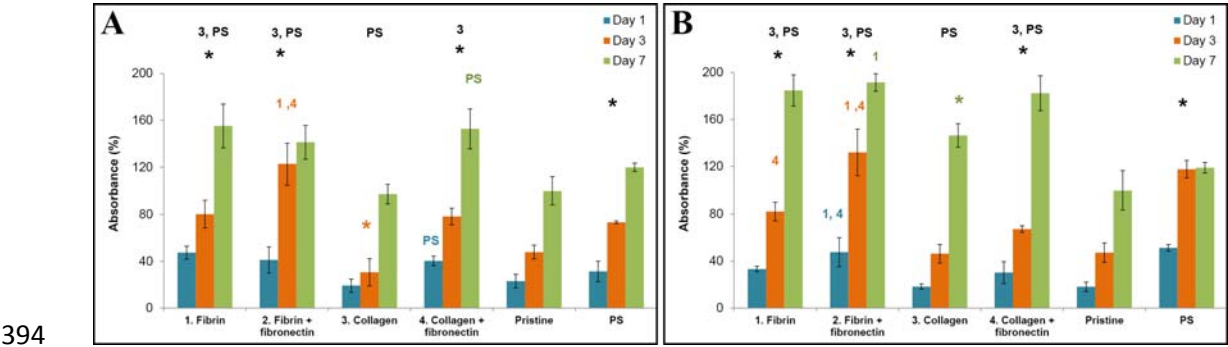 A
3, PS 3, PS PS 3
* * * *
Day 1
Day 3
Day 7
Absorbance (%)
200
160
120
80
40
0
1 ,4
*
PS
PS
*
1. Fibrin 2. Fibrin + fibronectin 3. Collagen 4. Collagen + fibronectin Pristine PS
B
3, PS 3, PS PS 3, PS
* * * *
Day 1
Day 3
Day 7
Absorbance (%)
200
160
120
80
40
0
4
1, 4
1 ,4
1
*
1. Fibrin 2. Fibrin + fibronectin 3. Collagen 4. Collagen + fibronectin Pristine PS
394